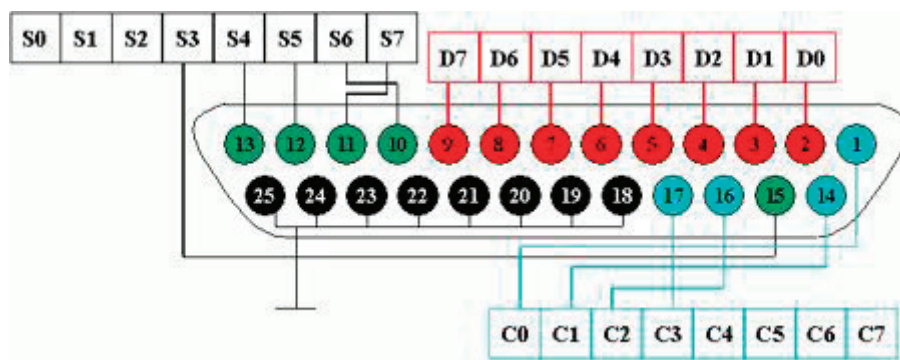 S0 S1 S2 S3 S4 S5 S6 S7
D7 D6 D5 D4 D3 D2 D1 D0
13 12 11 10 9 8 7 6 5 4 3 2 1
25 24 23 22 21 20 19 18 17 16 15 14
C0 C1 C2 C3 C4 C5 C6 C7